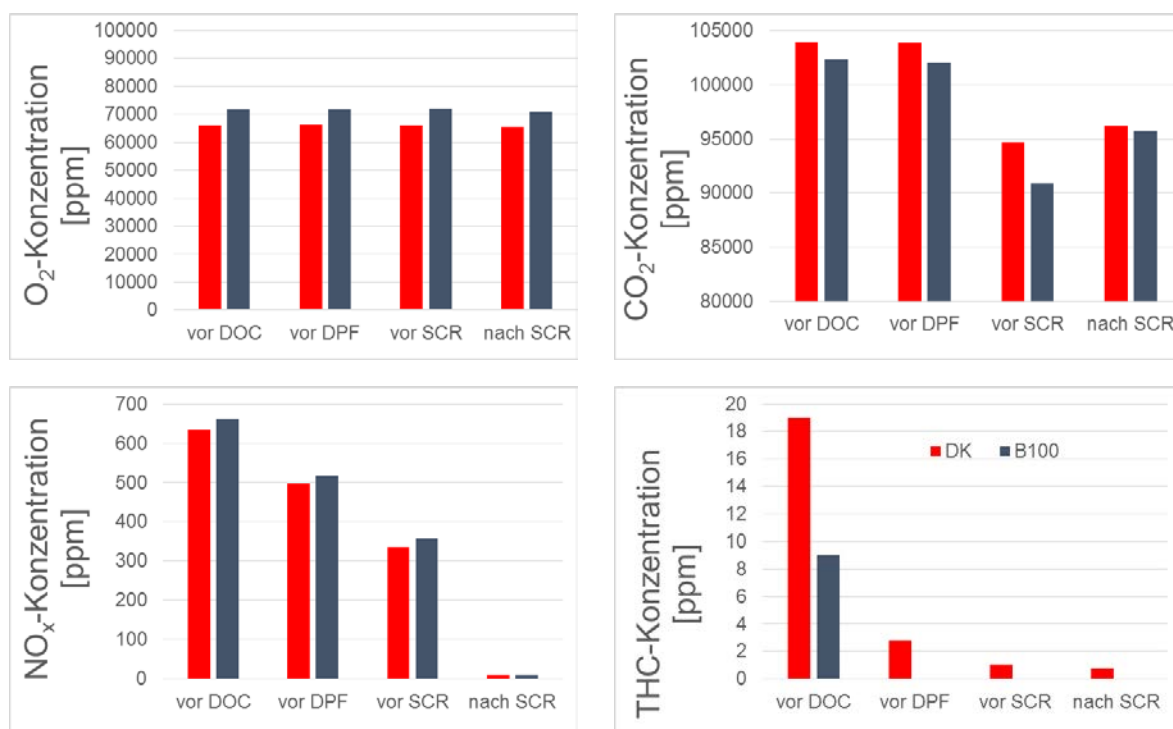 O₂-Konzentration
[ppm]
100000
90000
80000
70000
60000
50000
40000
30000
20000
10000
0
vor DOC vor DPF vor SCR nach SCR
CO₂-Konzentration
[ppm]
105000
100000
95000
90000
85000
80000
vor DOC vor DPF vor SCR nach SCR
NOₓ-Konzentration
[ppm]
700
600
500
400
300
200
100
0
vor DOC vor DPF vor SCR nach SCR
THC-Konzentration
[ppm]
20
18
16
14
12
10
8
6
4
2
0
DK B100
vor DOC vor DPF vor SCR nach SCR